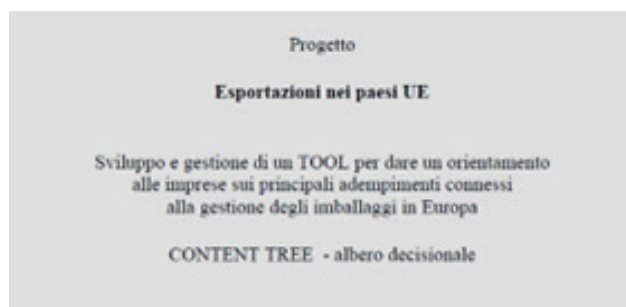 Progetto
Esportazioni nei paesi UE
Sviluppo e gestione di un TOOL per dare un orientamento
alle imprese sui principali adempimenti connessi
alla gestione degli imballaggi in Europa
CONTENT TREE - albero decisionale